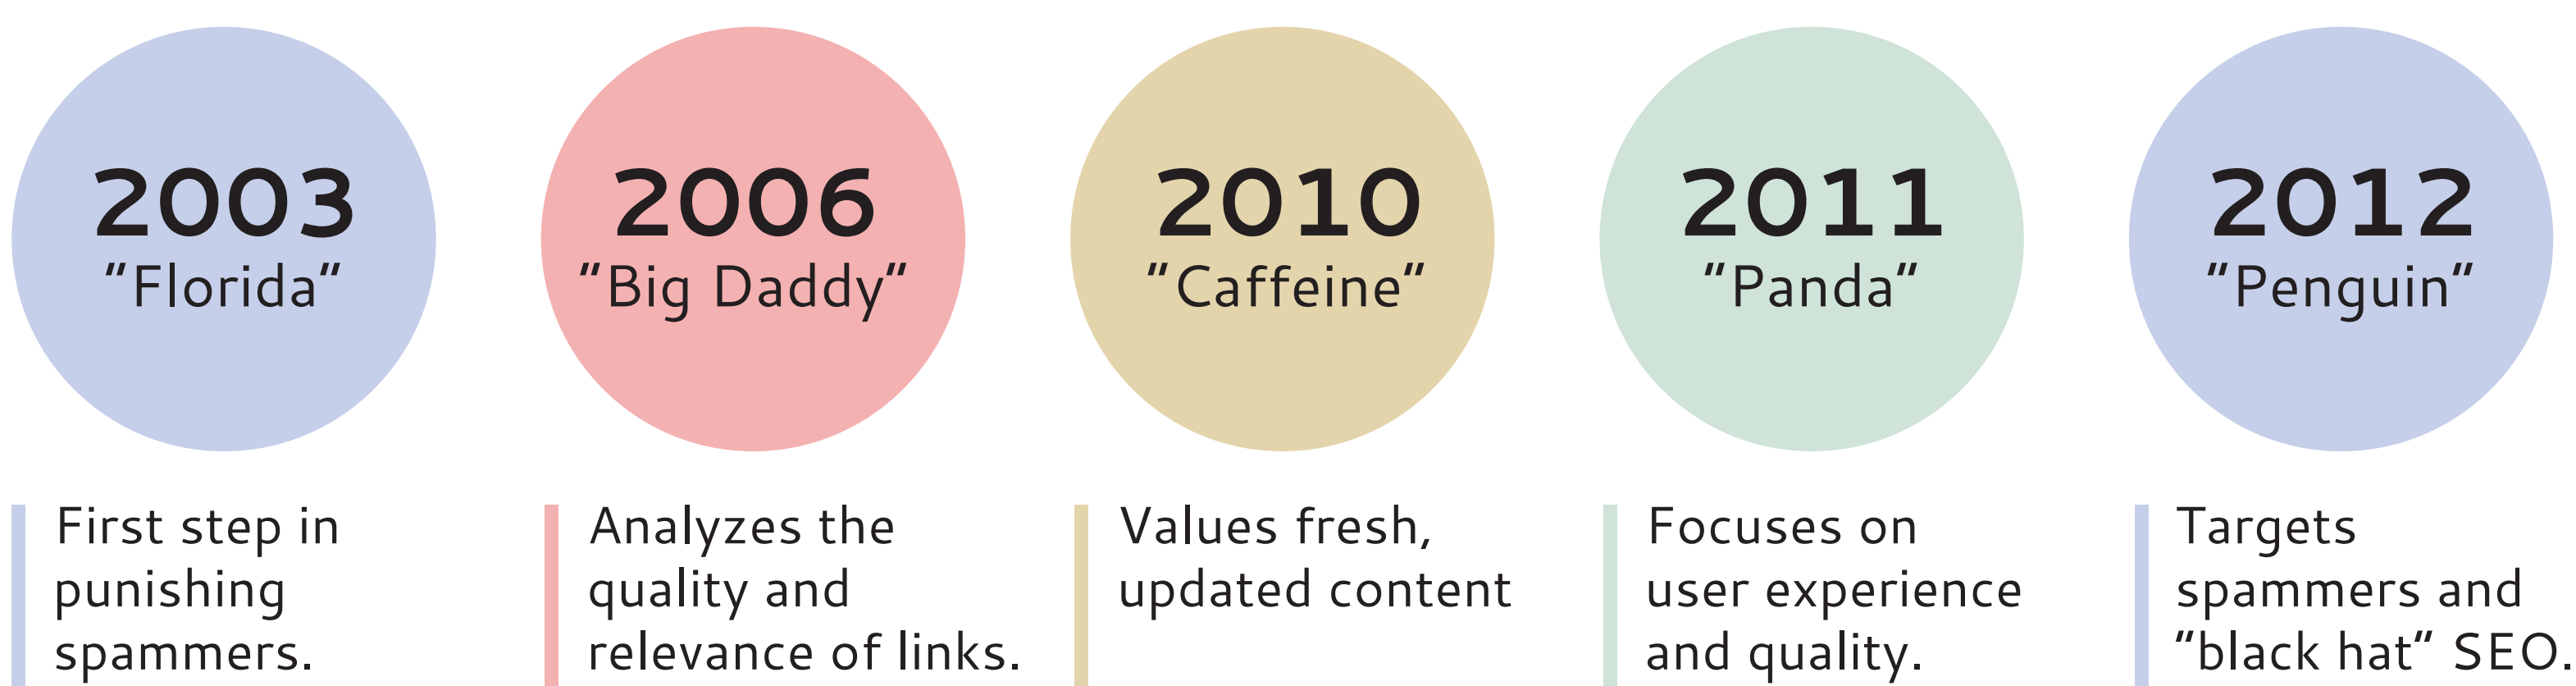 2003
"Florida"
First step in
punishing
spammers.
2006
"Big Daddy"
Analyzes the
quality and
relevance of links.
2010
"Caffeine"
Values fresh,
updated content
2011
"Panda"
Focuses on
user experience
and quality.
2012
"Penguin"
Targets
spammers and
"black hat" SEO.